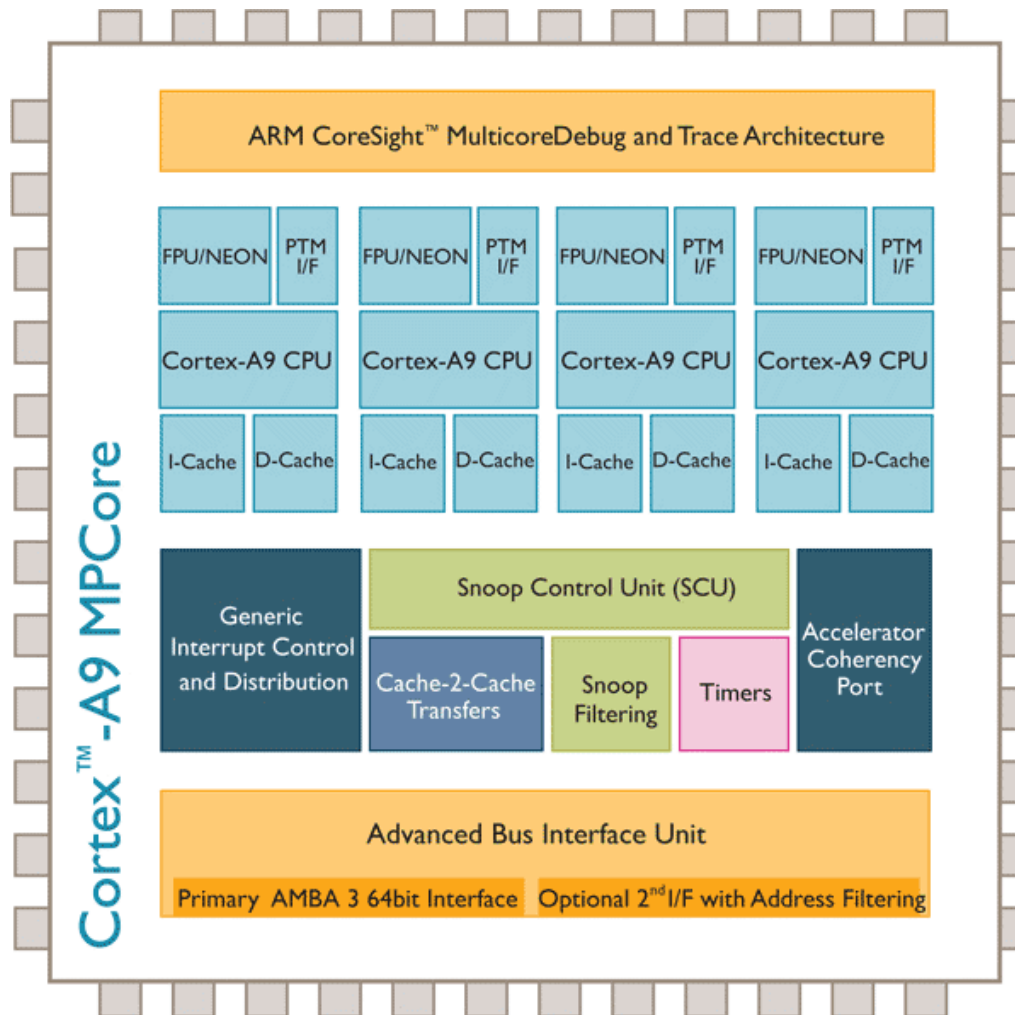 ARM CoreSight™ MulticoreDebug and Trace Architecture
FPU/NEON
PTM
I/F
FPU/NEON
PTM
I/F
FPU/NEON
PTM
I/F
FPU/NEON
PTM
I/F
Cortex-A9 CPU
Cortex-A9 CPU
Cortex-A9 CPU
Cortex-A9 CPU
I-Cache
D-Cache
I-Cache
D-Cache
I-Cache
D-Cache
I-Cache
D-Cache
Cortex™-A9 MPCore
Generic
Interrupt Control
and Distribution
Snoop Control Unit (SCU)
Cache-2-Cache
Transfers
Snoop
Filtering
Timers
Accelerator
Coherency
Port
Advanced Bus Interface Unit
Primary AMBA 3 64bit Interface
Optional 2nd I/F with Address Filtering